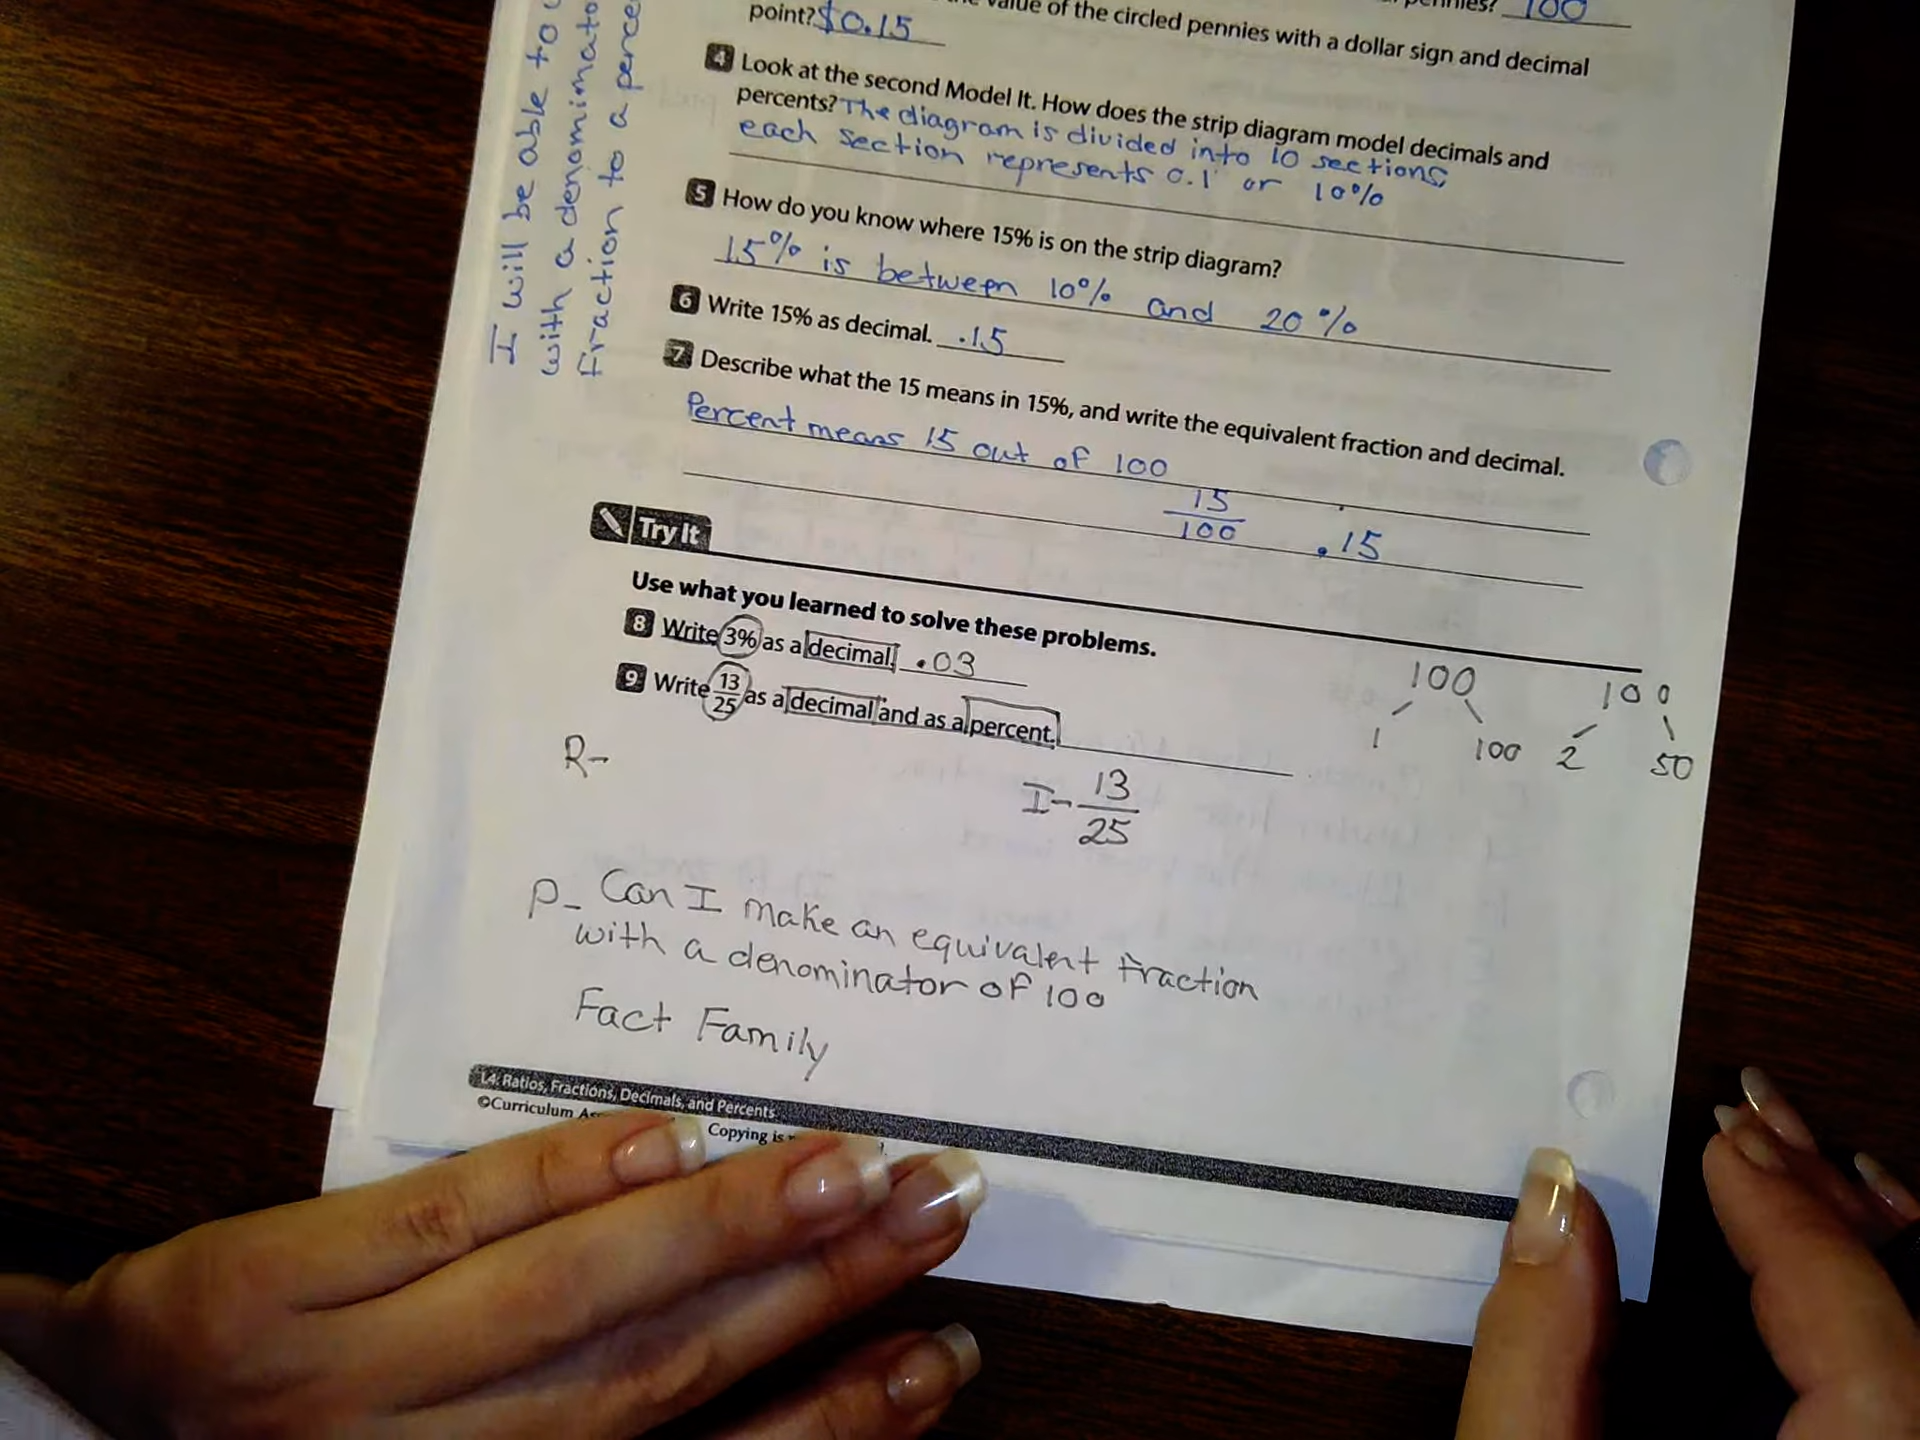 pennies? 100
value of the circled pennies with a dollar sign and decimal
point? $0.15
4 Look at the second Model It. How does the strip diagram model decimals and
percents? The diagram is divided into 10 sections,
each section represents 0.1 or 10%
5 How do you know where 15% is on the strip diagram?
15% is between 10% and 20%
6 Write 15% as decimal. .15
7 Describe what the 15 means in 15%, and write the equivalent fraction and decimal.
Percent means 15 out of 100
15
100 .15
Try It
Use what you learned to solve these problems.
8 Write 3% as a decimal. .03
9 Write 13/25 as a decimal and as a percent.
100
1 100
100
2 50
R-
I- 13
25
P- Can I make an equivalent fraction
with a denominator of 100
Fact Family
L4: Ratios, Fractions, Decimals, and Percents
©Curriculum
Copying is
I will be able to
with a denominato
fraction to a perce